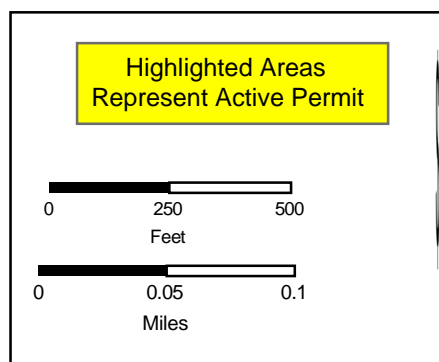 Highlighted Areas
Represent Active Permit
0 250 500
Feet
0 0.05 0.1
Miles